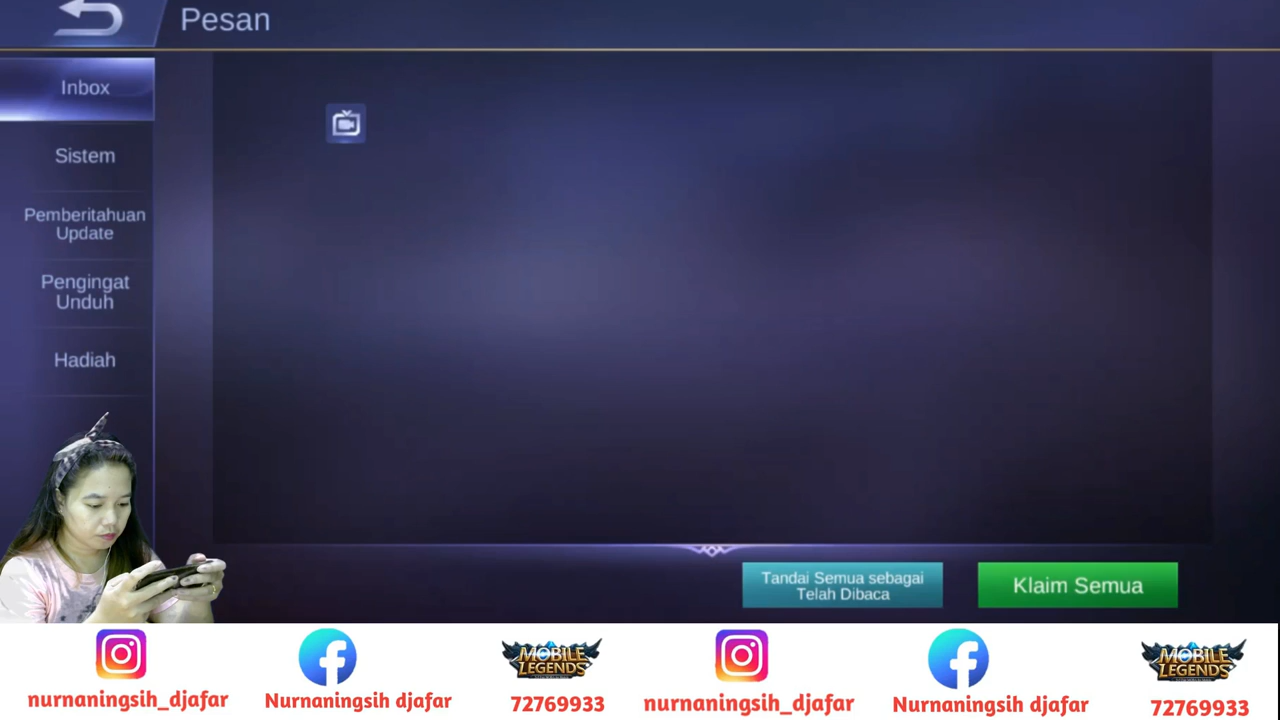 Pesan
Inbox
Sistem
Pemberitahuan
Update
Pengingat
Unduh
Hadiah
Tandai Semua sebagai
Telah Dibaca
Klaim Semua
MOBILE
LEGENDS
MOBILE
LEGENDS
nurnaningsih_djafar
Nurnaningsih djafar
72769933
nurnaningsih_djafar
Nurnaningsih djafar
72769933